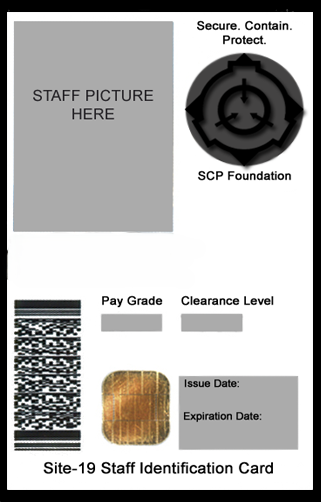 Secure. Contain.
Protect.
STAFF PICTURE
HERE
SCP Foundation
Pay Grade
Clearance Level
Issue Date:
Expiration Date:
Site-19 Staff Identification Card